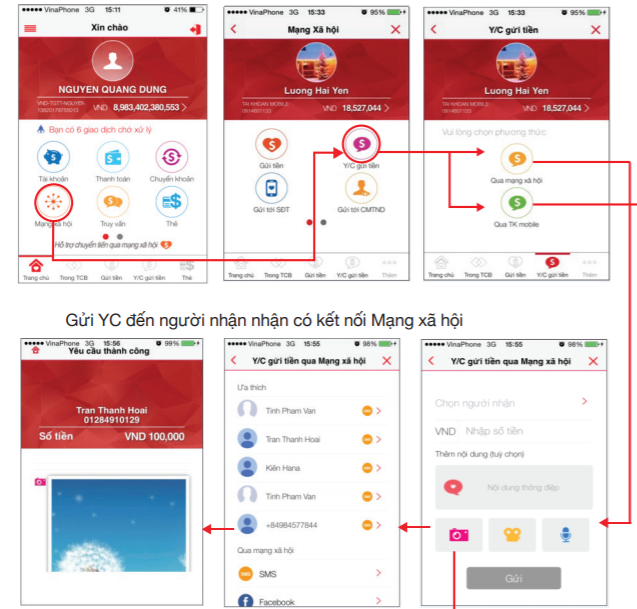 VinaPhone 3G 15:11 41%
Xin chào
NGUYEN QUANG DUNG
VND-TGTT-NGUYEN
VND 8,983,402,380,553 >
Bạn có 6 giao dịch chờ xử lý
Tài khoản Thanh toán Chuyển khoản
Mạng xã hội Truy vấn Thẻ
Hỗ trợ chuyển tiền qua mạng xã hội
Trang chủ Trong TCB Gửi tiền Y/C gửi tiền Thẻ
VinaPhone 3G 15:33 95%
Mạng Xã hội
Luong Hai Yen
TAI KHOAN MOBILE
0914607133
VND 18,527,044 >
Gửi tiền Y/C gửi tiền
Gửi tới SĐT Gửi tới CMTND
Trang chủ Trong TCB Gửi tiền Y/C gửi tiền Thêm
VinaPhone 3G 15:33 95%
Y/C gửi tiền
Luong Hai Yen
TAI KHOAN MOBILE
0914607133
VND 18,527,044 >
Vui lòng chọn phương thức
Qua mạng xã hội
Qua TK mobile
Trang chủ Trong TCB Gửi tiền Y/C gửi tiền Thêm
Gửi YC đến người nhận nhận có kết nối Mạng xã hội
VinaPhone 3G 15:56 99%
Yêu cầu thành công
Tran Thanh Hoai
01284910129
Số tiền VND 100,000
VinaPhone 3G 15:55 98%
Y/C gửi tiền qua Mạng xã hội
Ưa thích
Tinh Pham Van
Tran Thanh Hoai
Kiên Hana
Tinh Pham Van
+84984577844
Qua mạng xã hội
SMS
Facebook
VinaPhone 3G 15:55 98%
Y/C gửi tiền qua Mạng xã hội
Chọn người nhận
VND Nhập số tiền
Thêm nội dung (tuỳ chọn)
Nội dung thông điệp
Gửi